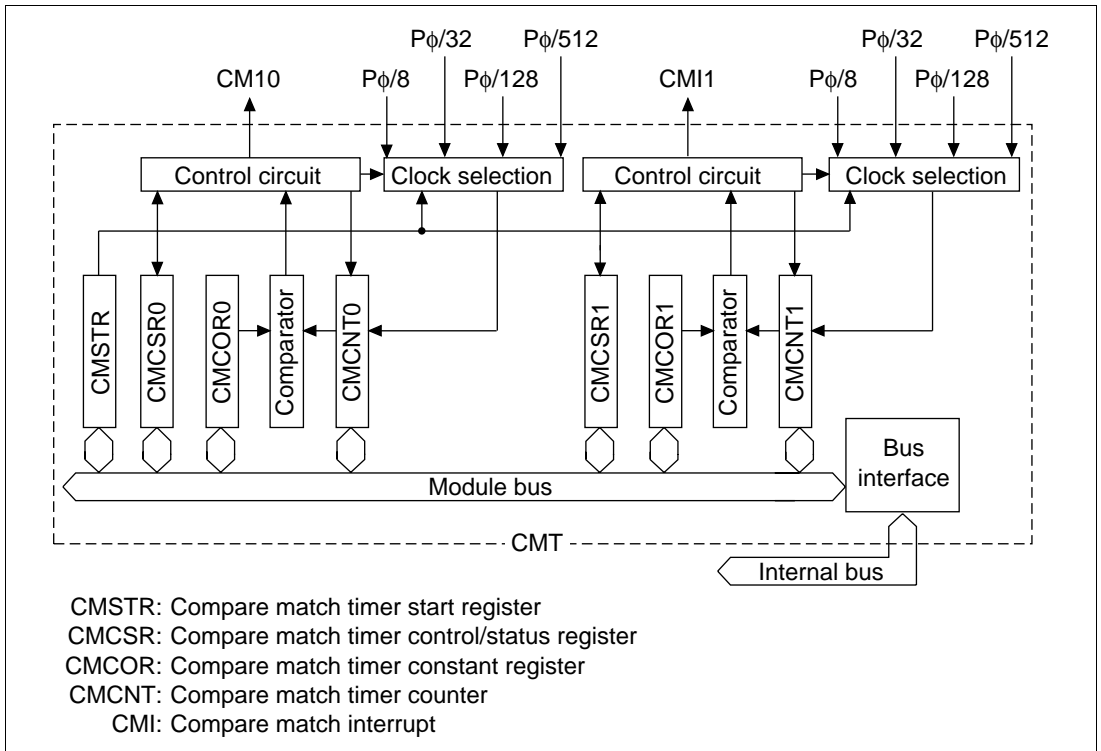 Pϕ/32 Pϕ/512 Pϕ/32 Pϕ/512
CM10 Pϕ/8 Pϕ/128 CMI1 Pϕ/8 Pϕ/128
Control circuit Clock selection Control circuit Clock selection
CMSTR CMCSR0 CMCOR0 Comparator CMCNT0 CMCSR1 CMCOR1 Comparator CMCNT1
Bus
interface
Module bus
CMT
Internal bus
CMSTR: Compare match timer start register
CMCSR: Compare match timer control/status register
CMCOR: Compare match timer constant register
CMCNT: Compare match timer counter
CMI: Compare match interrupt